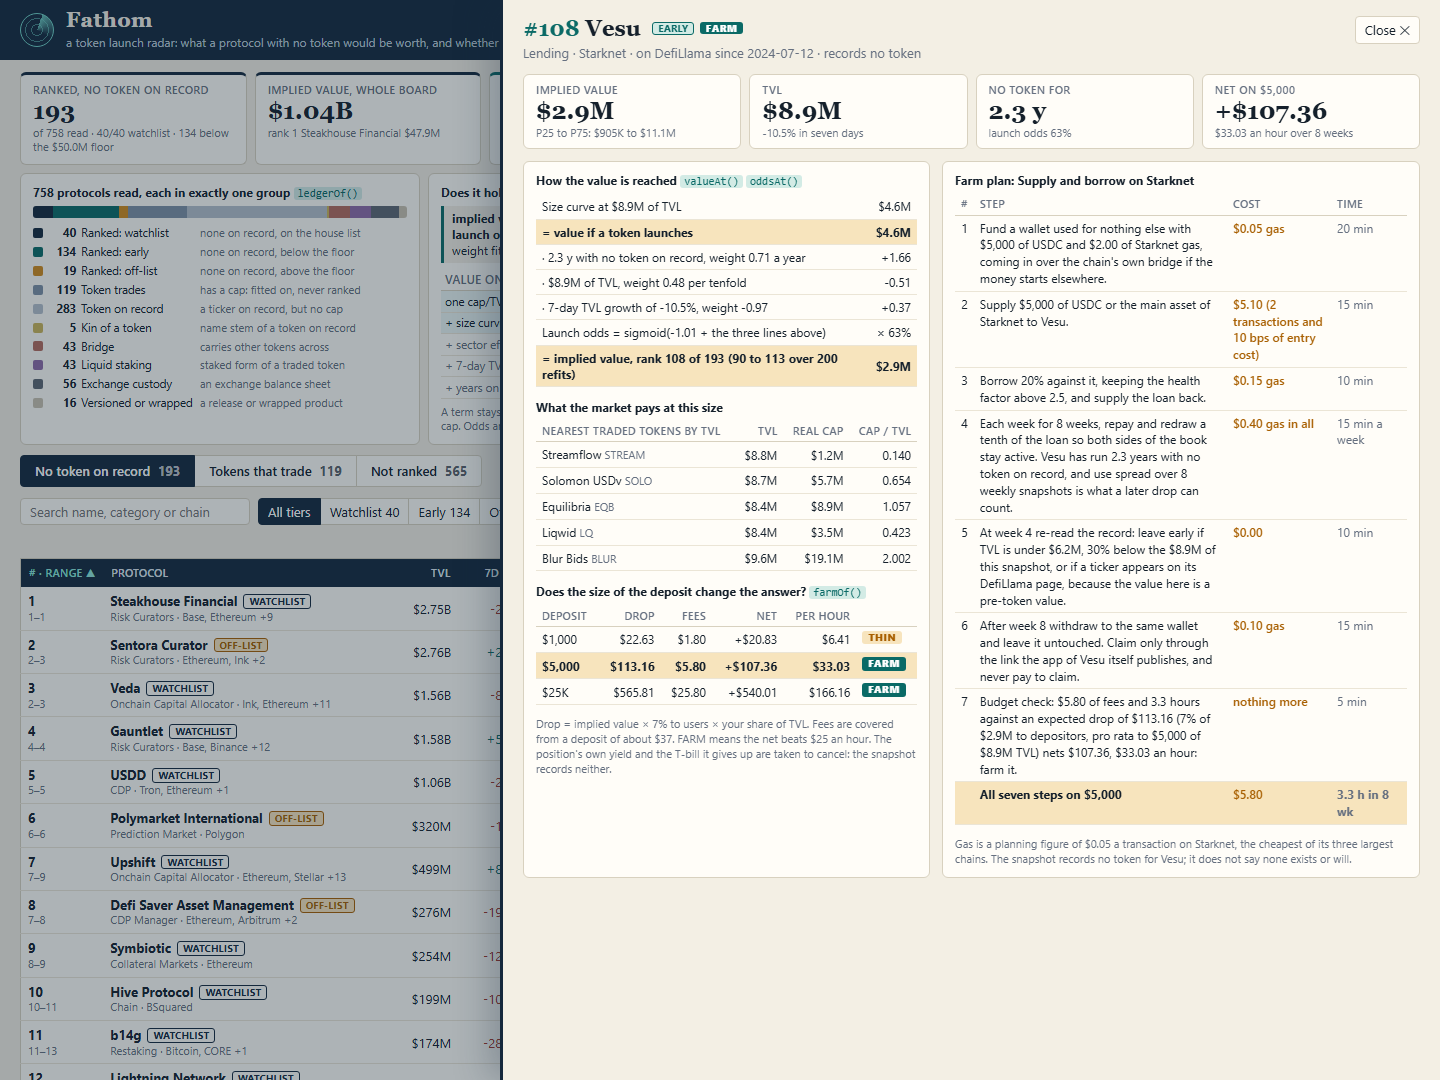 Fathom
a token launch radar: what a protocol with no token would be worth, and whether
RANKED, NO TOKEN ON RECORD
193
of 758 read · 40/40 watchlist · 134 below
the $50.0M floor
IMPLIED VALUE, WHOLE BOARD
$1.04B
rank 1 Steakhouse Financial $47.9M
758 protocols read, each in exactly one group ledgerOf()
40 Ranked: watchlist none on record, on the house list
134 Ranked: early none on record, below the floor
19 Ranked: off-list none on record, above the floor
119 Token trades has a cap: fitted on, never ranked
283 Token on record a ticker on record, but no cap
5 Kin of a token name stem of a token on record
43 Bridge carries other tokens across
43 Liquid staking staked form of a traded token
56 Exchange custody an exchange balance sheet
16 Versioned or wrapped a release or wrapped product
Does it hol
implied v
launch o
weight fit
VALUE ON
one cap/TV
+ size curv
+ sector ef
+ 7-day TV
+ years on
A term stays
cap. Odds a
No token on record 193
Tokens that trade 119
Not ranked 565
Search name, category or chain
All tiers
Watchlist 40
Early 134
O
# · RANGE ▲ PROTOCOL TVL 7D
1 Steakhouse Financial WATCHLIST $2.75B -2
1–1 Risk Curators · Base, Ethereum +9
2 Sentora Curator OFF-LIST $2.76B +2
2–3 Risk Curators · Ethereum, Ink +2
3 Veda WATCHLIST $1.56B -8
2–3 Onchain Capital Allocator · Ink, Ethereum +11
4 Gauntlet WATCHLIST $1.58B +5
4–4 Risk Curators · Base, Binance +12
5 USDD WATCHLIST $1.06B -2
5–5 CDP · Tron, Ethereum +1
6 Polymarket International OFF-LIST $320M -1
6–6 Prediction Market · Polygon
7 Upshift WATCHLIST $499M +8
7–9 Onchain Capital Allocator · Ethereum, Stellar +13
8 Defi Saver Asset Management OFF-LIST $276M -19
7–8 CDP Manager · Ethereum, Arbitrum +2
9 Symbiotic WATCHLIST $254M -12
8–9 Collateral Markets · Ethereum
10 Hive Protocol WATCHLIST $199M -10
10–11 Chain · BSquared
11 b14g WATCHLIST $174M -28
11–13 Restaking · Bitcoin, CORE +1
12 Lightning Network WATCHLIST
#108 Vesu EARLY FARM
Close ×
Lending · Starknet · on DefiLlama since 2024-07-12 · records no token
IMPLIED VALUE
$2.9M
P25 to P75: $905K to $11.1M
TVL
$8.9M
-10.5% in seven days
NO TOKEN FOR
2.3 y
launch odds 63%
NET ON $5,000
+$107.36
$33.03 an hour over 8 weeks
How the value is reached valueAt() oddsAt()
Size curve at $8.9M of TVL $4.6M
= value if a token launches $4.6M
· 2.3 y with no token on record, weight 0.71 a year +1.66
· $8.9M of TVL, weight 0.48 per tenfold -0.51
· 7-day TVL growth of -10.5%, weight -0.97 +0.37
Launch odds = sigmoid(-1.01 + the three lines above) × 63%
= implied value, rank 108 of 193 (90 to 113 over 200
refits) $2.9M
What the market pays at this size
NEAREST TRADED TOKENS BY TVL TVL REAL CAP CAP / TVL
Streamflow STREAM $8.8M $1.2M 0.140
Solomon USDv SOLO $8.7M $5.7M 0.654
Equilibria EQB $8.4M $8.9M 1.057
Liqwid LQ $8.4M $3.5M 0.423
Blur Bids BLUR $9.6M $19.1M 2.002
Does the size of the deposit change the answer? farmOf()
DEPOSIT DROP FEES NET PER HOUR
$1,000 $22.63 $1.80 +$20.83 $6.41 THIN
$5,000 $113.16 $5.80 +$107.36 $33.03 FARM
$25K $565.81 $25.80 +$540.01 $166.16 FARM
Drop = implied value × 7% to users × your share of TVL. Fees are covered
from a deposit of about $37. FARM means the net beats $25 an hour. The
position's own yield and the T-bill it gives up are taken to cancel: the snapshot
records neither.
Farm plan: Supply and borrow on Starknet
# STEP COST TIME
1 Fund a wallet used for nothing else with $0.05 gas 20 min
$5,000 of USDC and $2.00 of Starknet gas,
coming in over the chain's own bridge if the
money starts elsewhere.
2 Supply $5,000 of USDC or the main asset of $5.10 (2 15 min
Starknet to Vesu. transactions and
10 bps of entry
cost)
3 Borrow 20% against it, keeping the health $0.15 gas 10 min
factor above 2.5, and supply the loan back.
4 Each week for 8 weeks, repay and redraw a $0.40 gas in all 15 min a
tenth of the loan so both sides of the book week
stay active. Vesu has run 2.3 years with no
token on record, and use spread over 8
weekly snapshots is what a later drop can
count.
5 At week 4 re-read the record: leave early if $0.00 10 min
TVL is under $6.2M, 30% below the $8.9M of
this snapshot, or if a ticker appears on its
DefiLlama page, because the value here is a
pre-token value.
6 After week 8 withdraw to the same wallet $0.10 gas 15 min
and leave it untouched. Claim only through
the link the app of Vesu itself publishes, and
never pay to claim.
7 Budget check: $5.80 of fees and 3.3 hours nothing more 5 min
against an expected drop of $113.16 (7% of
$2.9M to depositors, pro rata to $5,000 of
$8.9M TVL) nets $107.36, $33.03 an hour:
farm it.
All seven steps on $5,000 $5.80 3.3 h in 8
wk
Gas is a planning figure of $0.05 a transaction on Starknet, the cheapest of its three largest
chains. The snapshot records no token for Vesu; it does not say none exists or will.